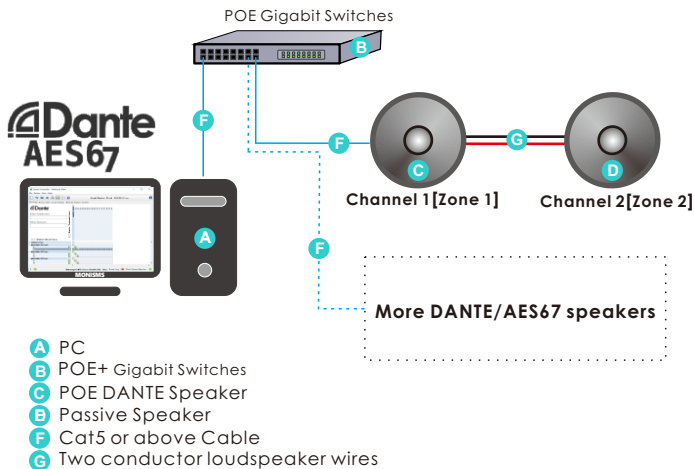 POE Gigabit Switches
B
Dante
AES67
F
F
G
C
D
Channel 1[Zone 1]
Channel 2[Zone 2]
A
Dante
MONISMS
F
More DANTE/AES67 speakers
A PC
B POE+ Gigabit Switches
C POE DANTE Speaker
D Passive Speaker
F Cat5 or above Cable
G Two conductor loudspeaker wires